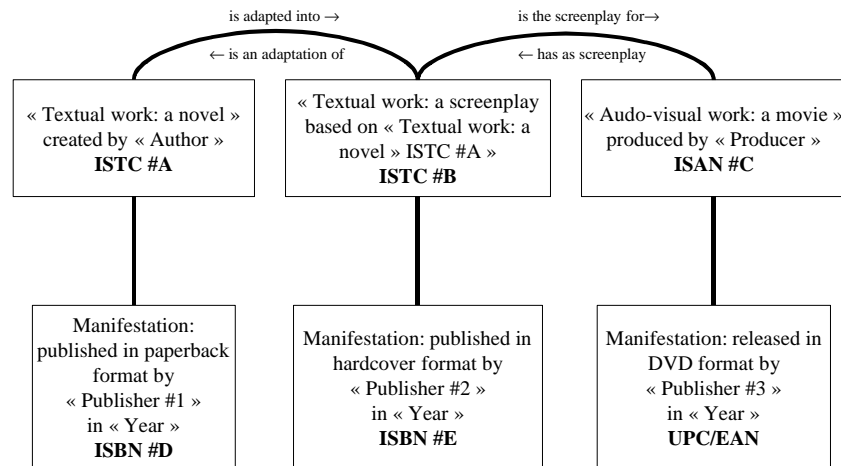 is adapted into →
← is an adaptation of
is the screenplay for→
← has as screenplay
« Textual work: a novel »
created by « Author »
ISTC #A
« Textual work: a screenplay
based on « Textual work: a
novel » ISTC #A »
ISTC #B
« Audo-visual work: a movie »
produced by « Producer »
ISAN #C
Manifestation:
published in paperback
format by
« Publisher #1 »
in « Year »
ISBN #D
Manifestation: published in
hardcover format by
« Publisher #2 »
in « Year »
ISBN #E
Manifestation: released in
DVD format by
« Publisher #3 »
in « Year »
UPC/EAN